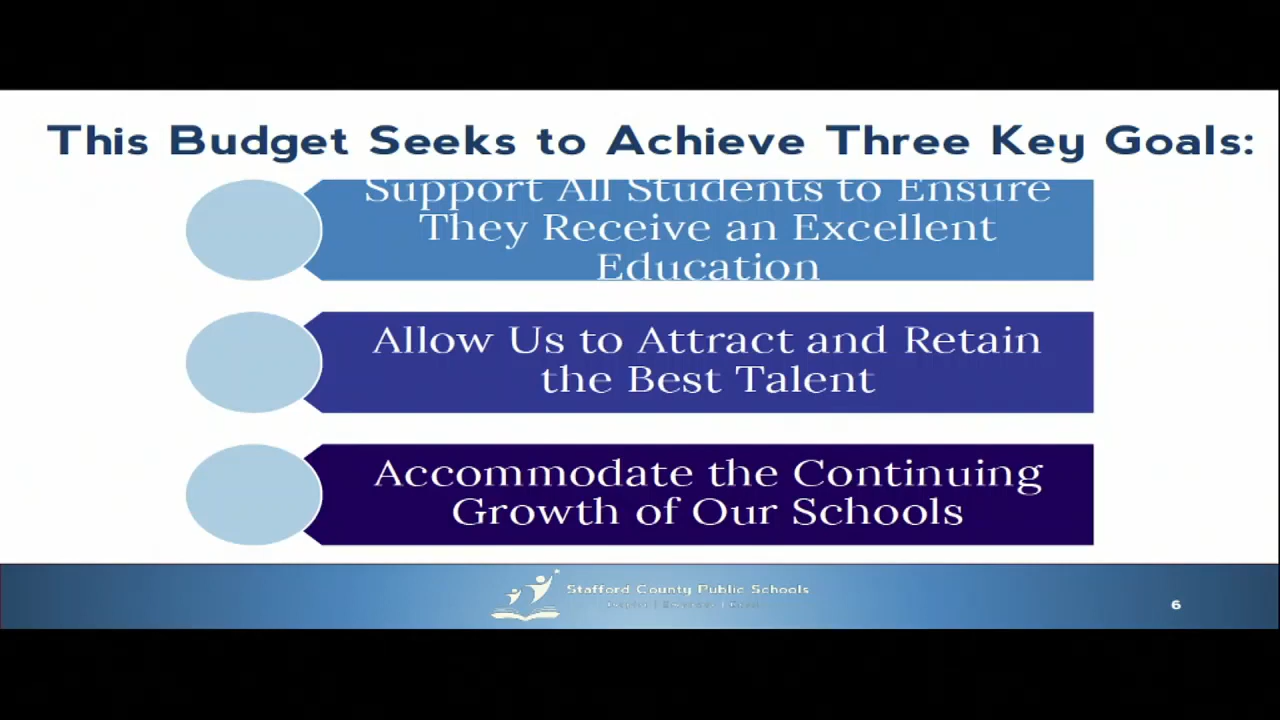 This Budget Seeks to Achieve Three Key Goals:
Support All Students to Ensure
They Receive an Excellent
Education
Allow Us to Attract and Retain
the Best Talent
Accommodate the Continuing
Growth of Our Schools
Stafford County Public Schools
6